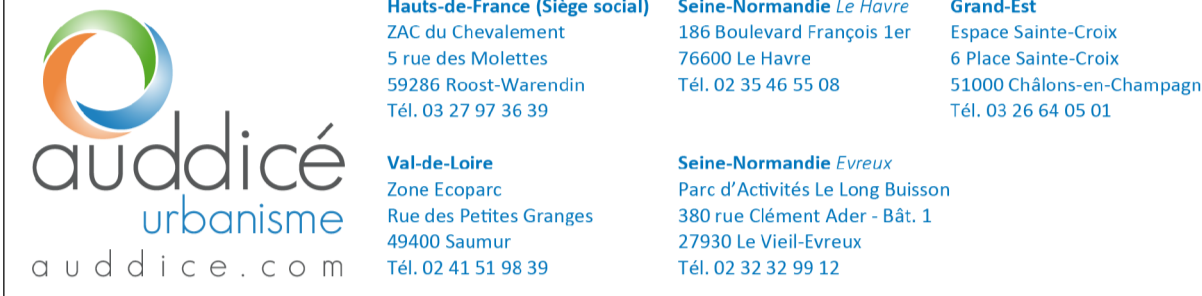 auddicé
urbanisme
auddice.com
Hauts-de-France (Siège social)
ZAC du Chevalement
5 rue des Molettes
59286 Roost-Warendin
Tél. 03 27 97 36 39
Seine-Normandie Le Havre
186 Boulevard François 1er
76600 Le Havre
Tél. 02 35 46 55 08
Grand-Est
Espace Sainte-Croix
6 Place Sainte-Croix
51000 Châlons-en-Champagn
Tél. 03 26 64 05 01
Val-de-Loire
Zone Ecoparc
Rue des Petites Granges
49400 Saumur
Tél. 02 41 51 98 39
Seine-Normandie Evreux
Parc d'Activités Le Long Buisson
380 rue Clément Ader - Bât. 1
27930 Le Vieil-Evreux
Tél. 02 32 32 99 12